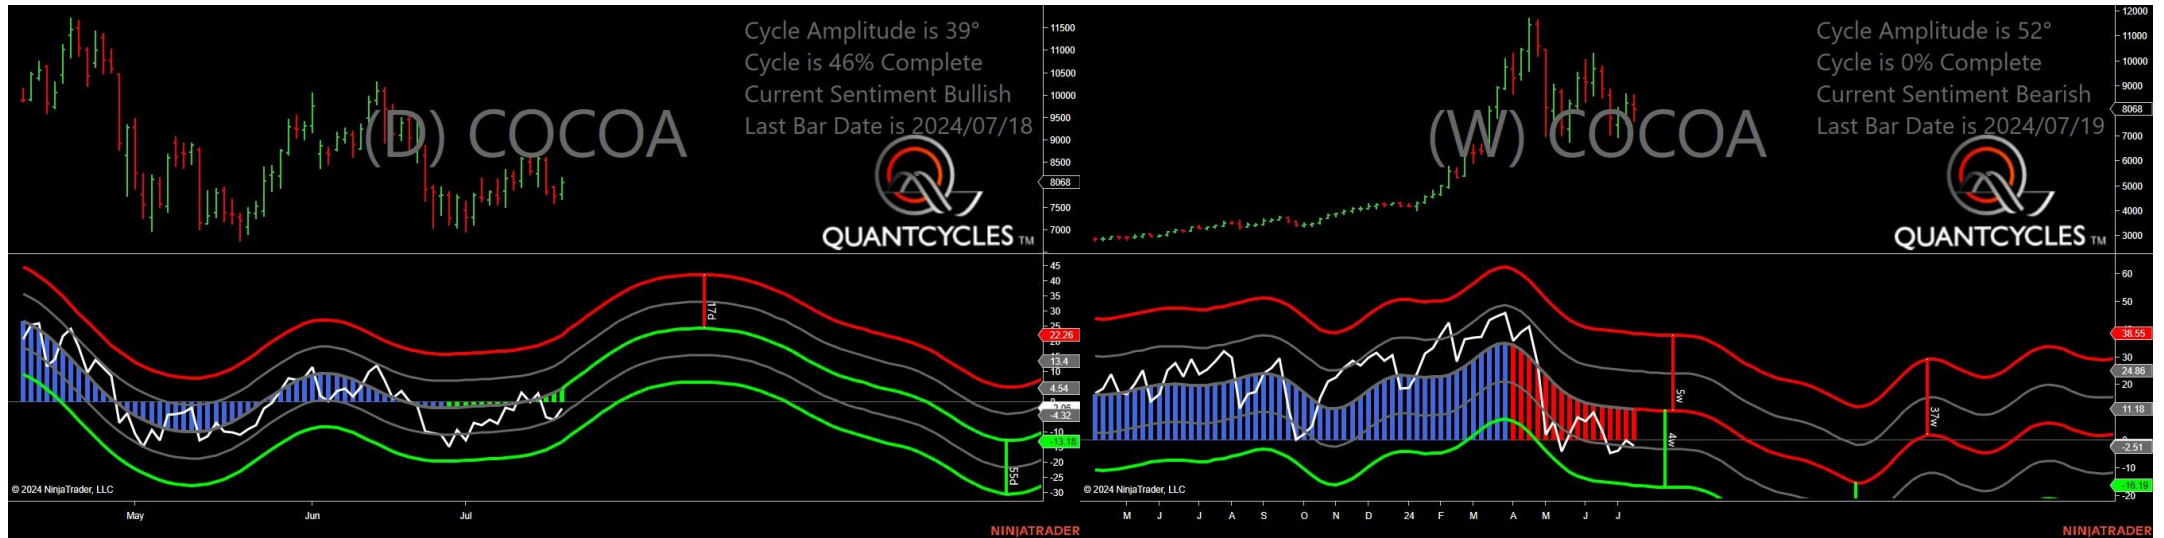 Cycle Amplitude is 39°
Cycle is 46% Complete
Current Sentiment Bullish
Last Bar Date is 2024/07/18
(D) COCOA
QUANTCYCLES TM
11500
11000
10500
10000
9500
9000
8500
8068
7500
7000
45
40
35
30
25
22.26
20
15
13.4
10
4.54
-4.32
-10
-13.18
-15
-20
-25
-30
17d
55d
© 2024 NinjaTrader, LLC
May Jun Jul
NINJATRADER
Cycle Amplitude is 52°
Cycle is 0% Complete
Current Sentiment Bearish
Last Bar Date is 2024/07/19
(W) COCOA
QUANTCYCLES TM
12000
11000
10000
9000
8068
7000
6000
5000
4000
3000
60
50
38.55
30
24.86
20
11.18
0
-2.51
-10
-16.19
-20
5w
4w
37w
© 2024 NinjaTrader, LLC
M J J A S O N D 24 F M A M J J
NINJATRADER